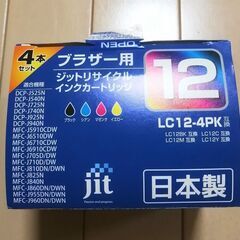 OPEN
4本
セット
ブラザー用
ジットリサイクル
インクカートリッジ
12
適合機種
DCP-J525N
DCP-J540N
DCP-J725N
DCP-J740N
DCP-J925N
DCP-J940N
MFC-J5910CDW
MFC-J6510DW
MFC-J6710CDW
MFC-J6910CDW
MFC-J705D/DW
MFC-J710D/DW
MFC-J810DN/DWN
MFC-J825N
MFC-J840N
MFC-J860DN/DWN
MFC-J955DN/DWN
MFC-J960DN/DWN
ブラック
シアン
マゼンタ
イエロー
LC12-4PK 互換
LC12BK 互換
LC12C 互換
LC12M 互換
LC12Y 互換
jit
日本製